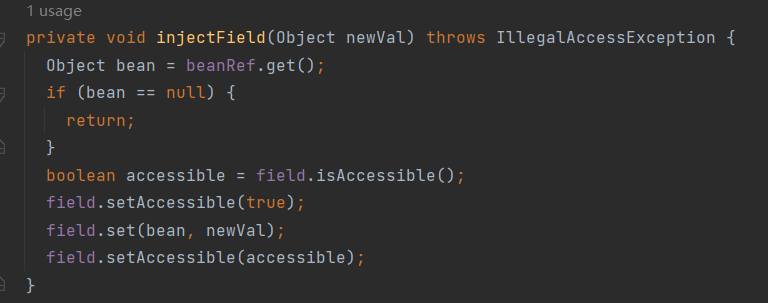 1 usage
private void injectField(Object newVal) throws IllegalAccessException {
Object bean = beanRef.get();
if (bean == null) {
return;
}
boolean accessible = field.isAccessible();
field.setAccessible(true);
field.set(bean, newVal);
field.setAccessible(accessible);
}